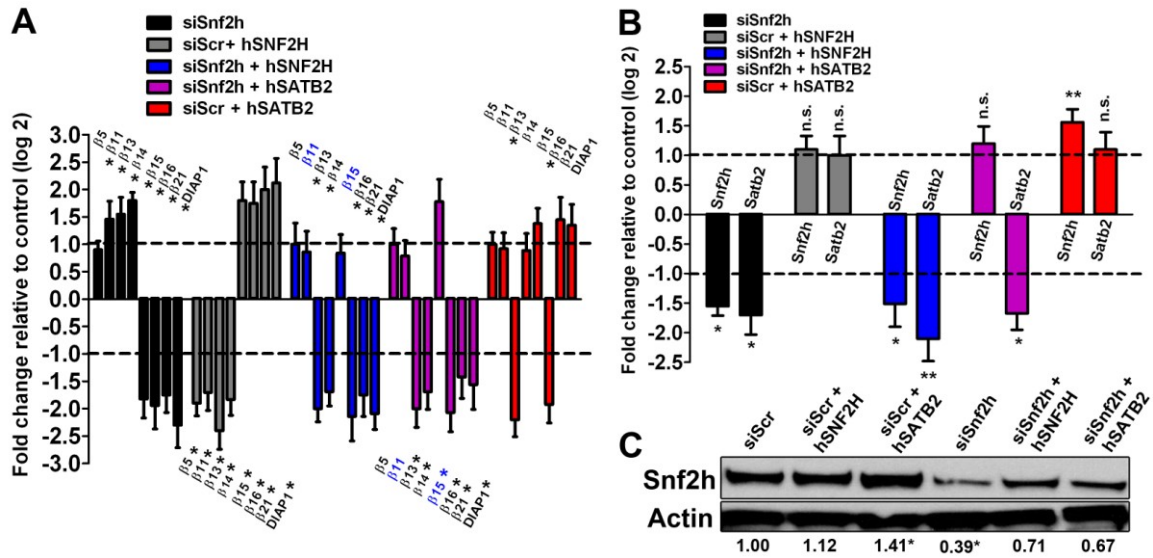 A
siSnf2h
siScr+ hSNF2H
siSnf2h + hSNF2H
siSnf2h + hSATB2
siScr + hSATB2
Fold change relative to control (log 2)
3.0
2.5
2.0
1.5
1.0
0.5
0.0
-0.5
-1.0
-1.5
-2.0
-2.5
-3.0
β5
* β11
* β13
* β14
* β15
* β16
* β21
* DIAP1
β5 *
β11 *
β13 *
β14 *
β15 *
β16 *
β21 *
DIAP1 *
β5
β11
* β13
* β14
β15
* β16
* β21
* DIAP1
β5
β11
β13 *
β14 *
β15 *
β16 *
β21 *
DIAP1 *
β5
β11
* β13
β14
β15
* β16
β21
DIAP1
B
siSnf2h
siScr + hSNF2H
siSnf2h + hSNF2H
siSnf2h + hSATB2
siScr + hSATB2
Fold change relative to control (log 2)
2.5
2.0
1.5
1.0
0.5
0.0
-0.5
-1.0
-1.5
-2.0
-2.5
Snf2h
Satb2
*
*
n.s.
n.s.
Snf2h
Satb2
Snf2h
Satb2
*
**
n.s.
Snf2h
Satb2
*
**
n.s.
Snf2h
Satb2
C
siScr
siScr +
hSNF2H
siScr +
hSATB2
siSnf2h
siSnf2h +
hSNF2H
siSnf2h +
hSATB2
Snf2h
Actin
1.00 1.12 1.41* 0.39* 0.71 0.67